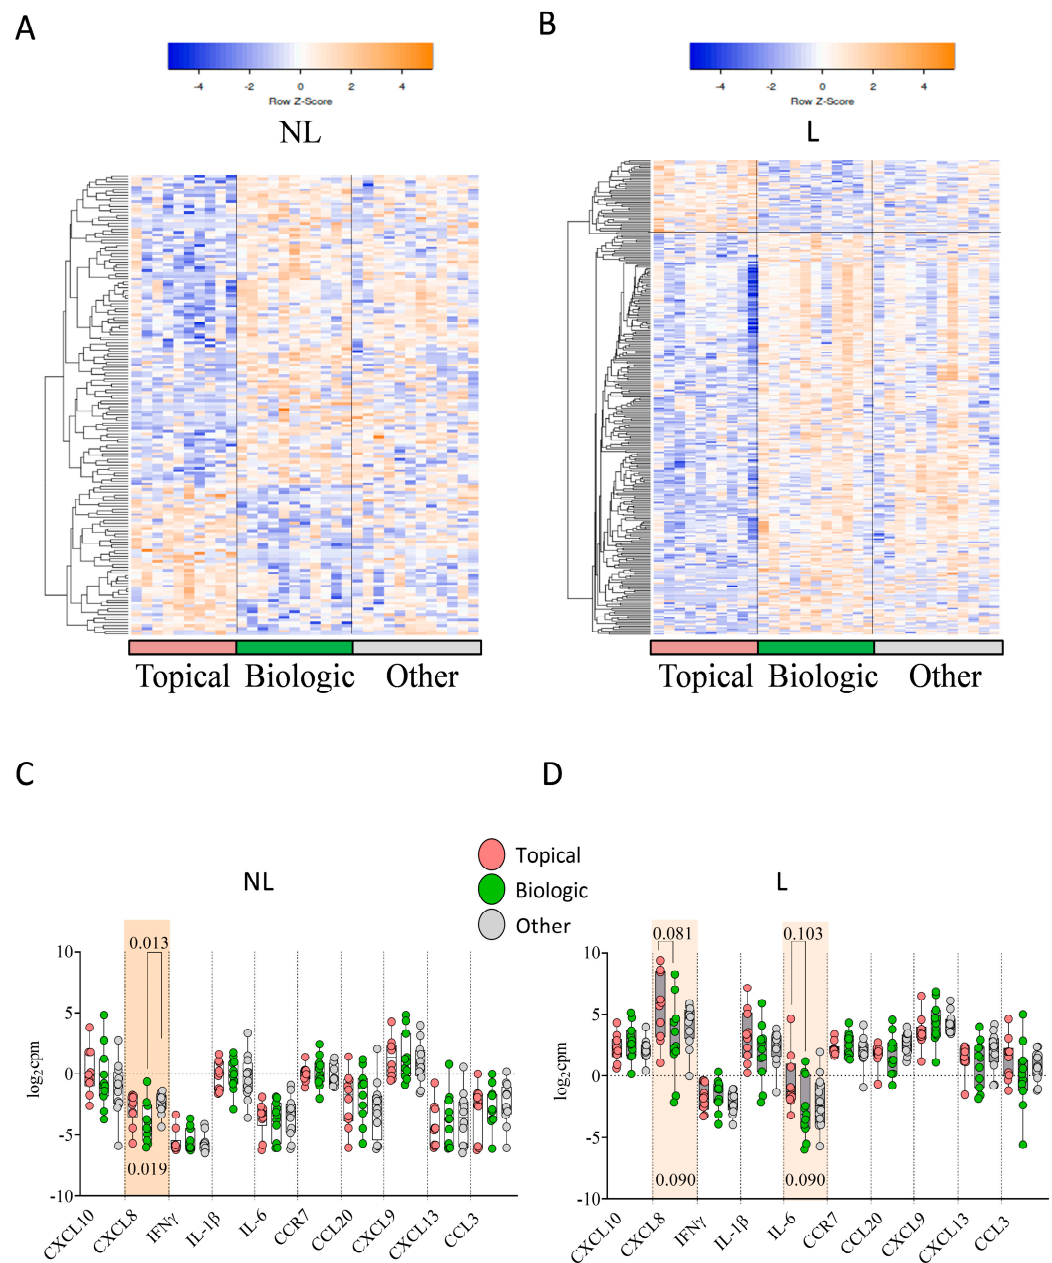 A
B
-4 -2 0 2 4
Row Z-Score
NL
-4 -2 0 2 4
Row Z-Score
L
Topical Biologic Other
Topical Biologic Other
C
D
Topical
Biologic
Other
NL
L
0.013
10
5
0
-5
-10
log2cpm
0.019
CXCL10
CXCL8
IFNγ
IL-1β
IL-6
CCR7
CCL20
CXCL9
CXCL13
CCL3
0.081
0.103
10
5
0
-5
-10
log2cpm
0.090
0.090
CXCL10
CXCL8
IFNγ
IL-1β
IL-6
CCR7
CCL20
CXCL9
CXCL13
CCL3